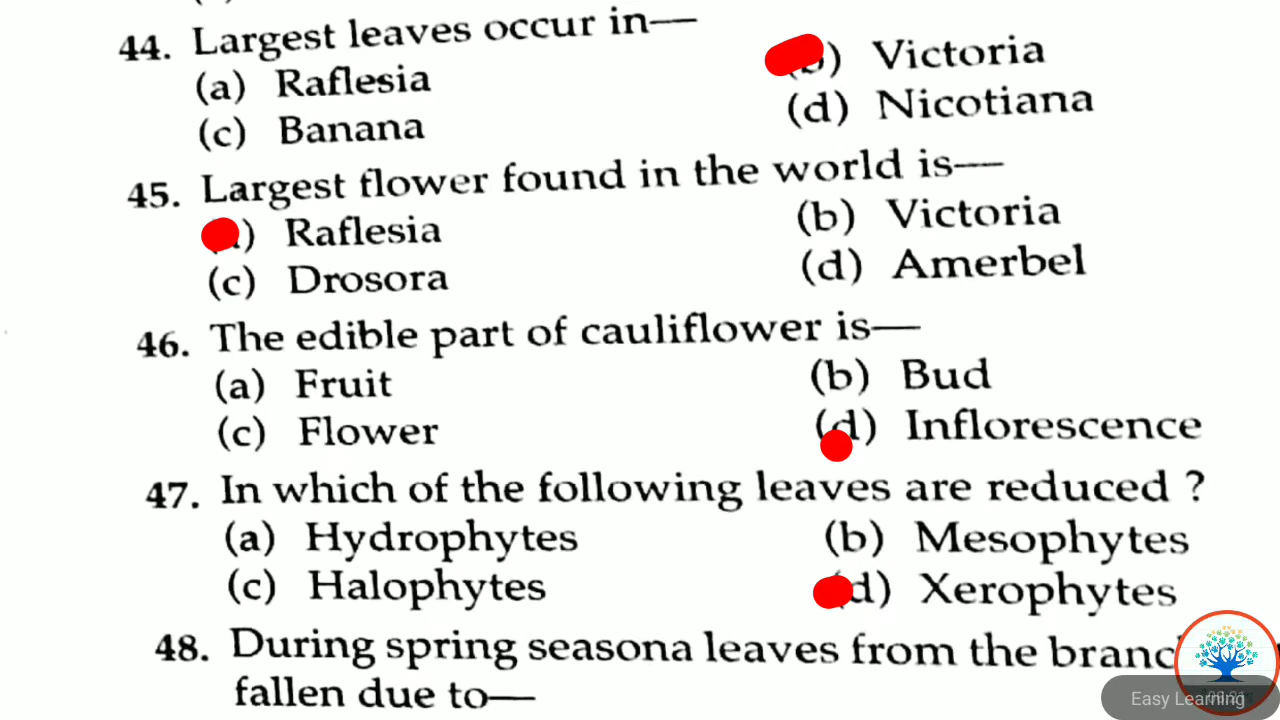 44. Largest leaves occur in—
(a) Raflesia (b) Victoria
(c) Banana (d) Nicotiana
45. Largest flower found in the world is—
(a) Raflesia (b) Victoria
(c) Drosora (d) Amerbel
46. The edible part of cauliflower is—
(a) Fruit (b) Bud
(c) Flower (d) Inflorescence
47. In which of the following leaves are reduced ?
(a) Hydrophytes (b) Mesophytes
(c) Halophytes (d) Xerophytes
48. During spring seasona leaves from the branc
fallen due to—
Easy Learning